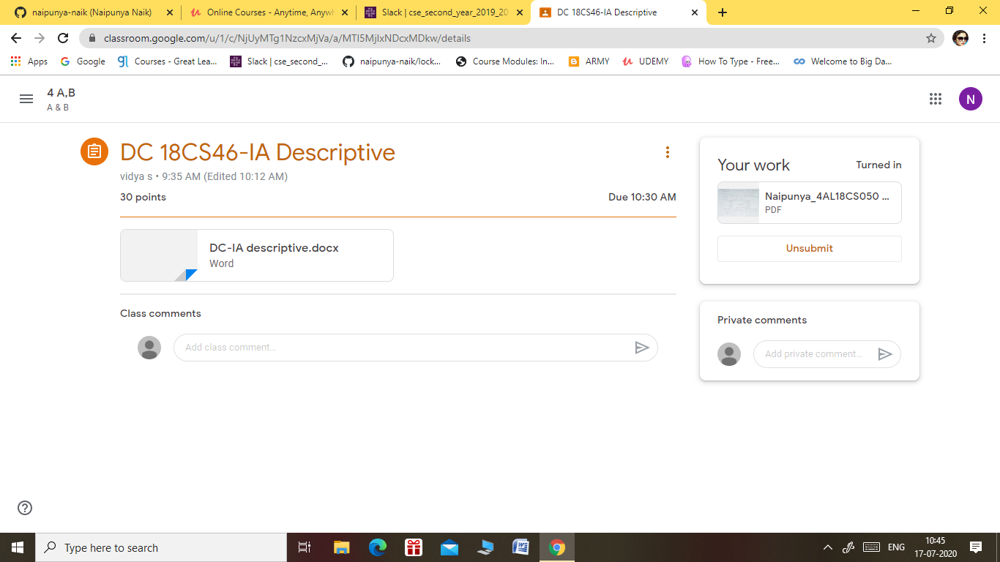 naipunya-naik (Naipunya Naik)
Online Courses - Anytime, Anywh
Slack | cse_second_year_2019_20
DC 18CS46-IA Descriptive
classroom.google.com/u/1/c/NjUyMTg1NzcxMjVa/a/MTI5MjIxNDcxMDkw/details
Apps
Google
Courses - Great Lea...
Slack | cse_second_...
naipunya-naik/lock...
Course Modules: In...
ARMY
UDEMY
How To Type - Free...
Welcome to Big Da...
4 A,B
A & B
N
DC 18CS46-IA Descriptive
vidya s • 9:35 AM (Edited 10:12 AM)
30 points
Due 10:30 AM
DC-IA descriptive.docx
Word
Class comments
Add class comment...
Your work
Turned in
Naipunya_4AL18CS050 ...
PDF
Unsubmit
Private comments
Add private comment...
Type here to search
ENG
10:45
17-07-2020